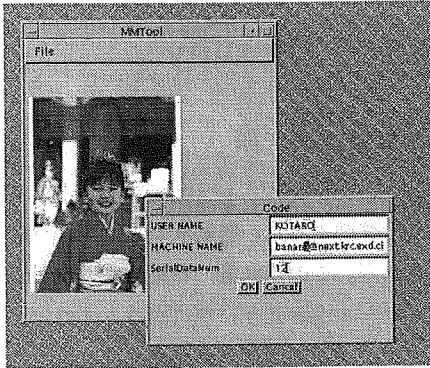 MMTool
File
Code
USER NAME KOTARO
MACHINE NAME
SerialDataNum 12
OK Cancel